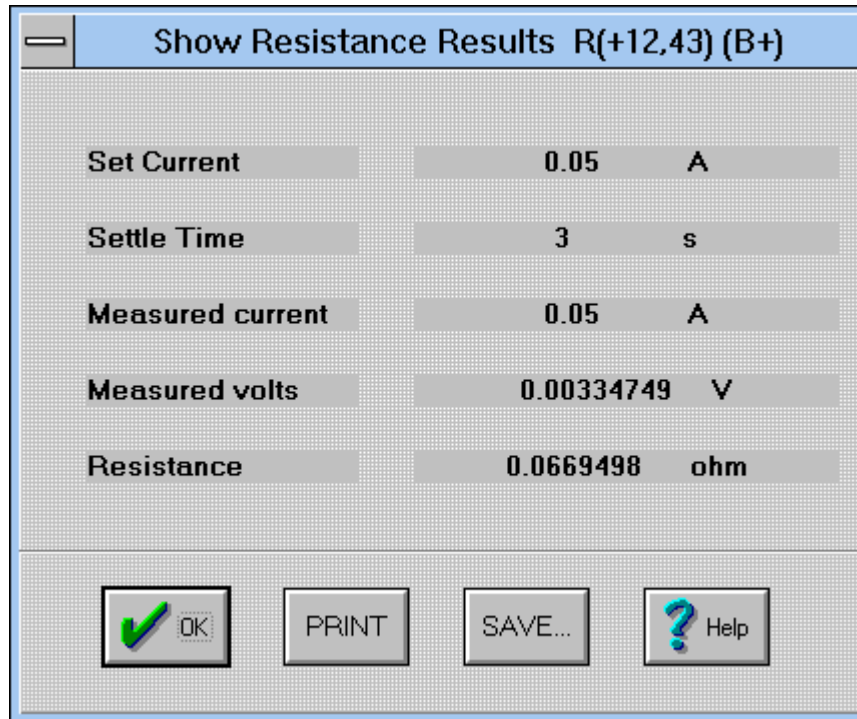 Show Resistance Results R(+12,43) (B+)
Set Current 0.05 A
Settle Time 3 s
Measured current 0.05 A
Measured volts 0.00334749 V
Resistance 0.0669498 ohm
OK PRINT SAVE... Help